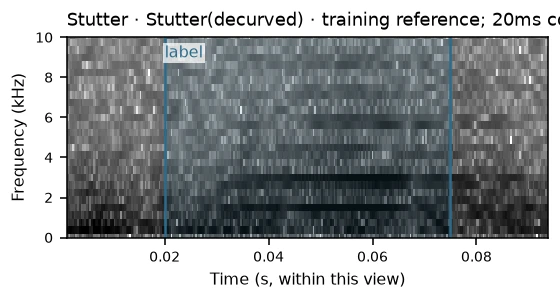 Stutter · Stutter(decurved) · training reference; 20ms
label
Frequency (kHz)
10
8
6
4
2
0
0.02 0.04 0.06 0.08
Time (s, within this view)